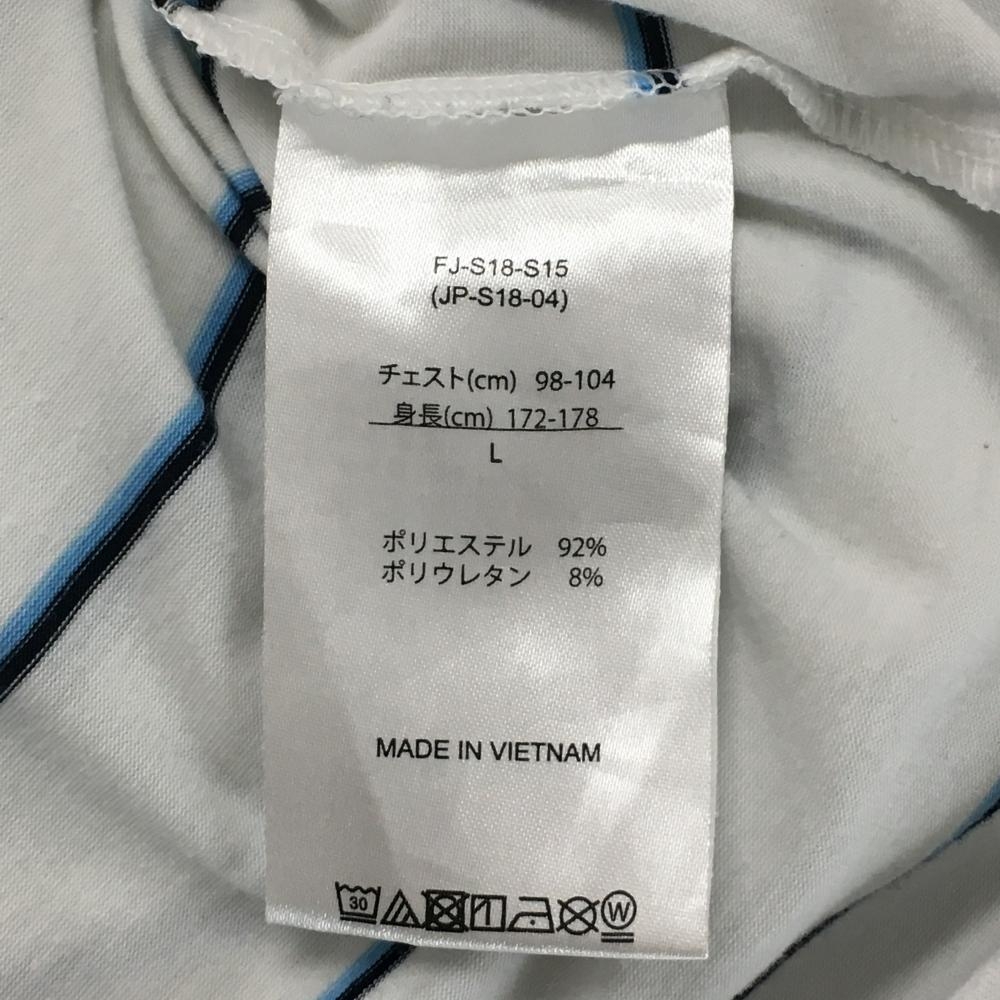 FJ-S18-S15
(JP-S18-04)
チェスト(cm) 98-104
身長(cm) 172-178
L
ポリエステル 92%
ポリウレタン 8%
MADE IN VIETNAM
30 W